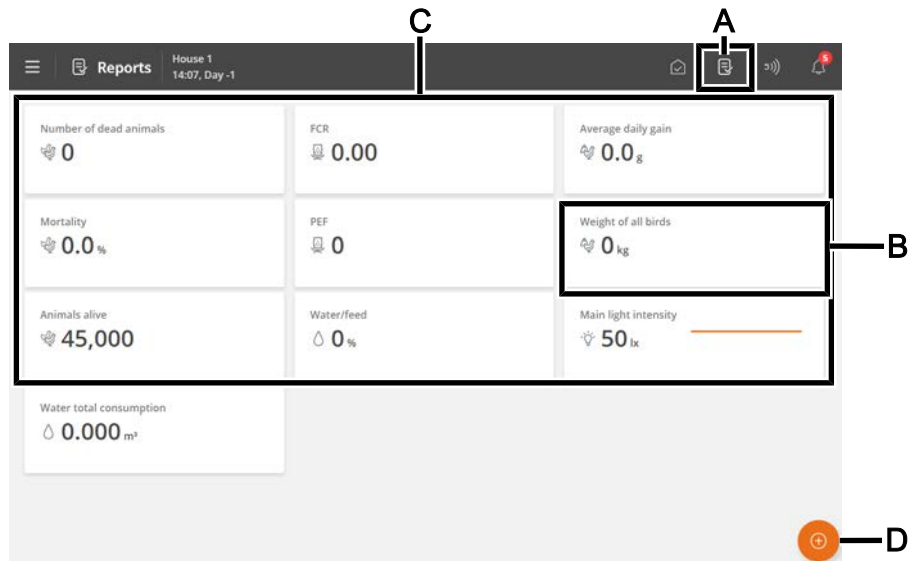 C
A
Reports
House 1
14:07, Day -1
5
Number of dead animals
0
FCR
0.00
Average daily gain
0.0 g
Mortality
0.0 %
PEF
0
Weight of all birds
0 kg
B
Animals alive
45,000
Water/feed
0 %
Main light intensity
50 lx
Water total consumption
0.000 m³
D